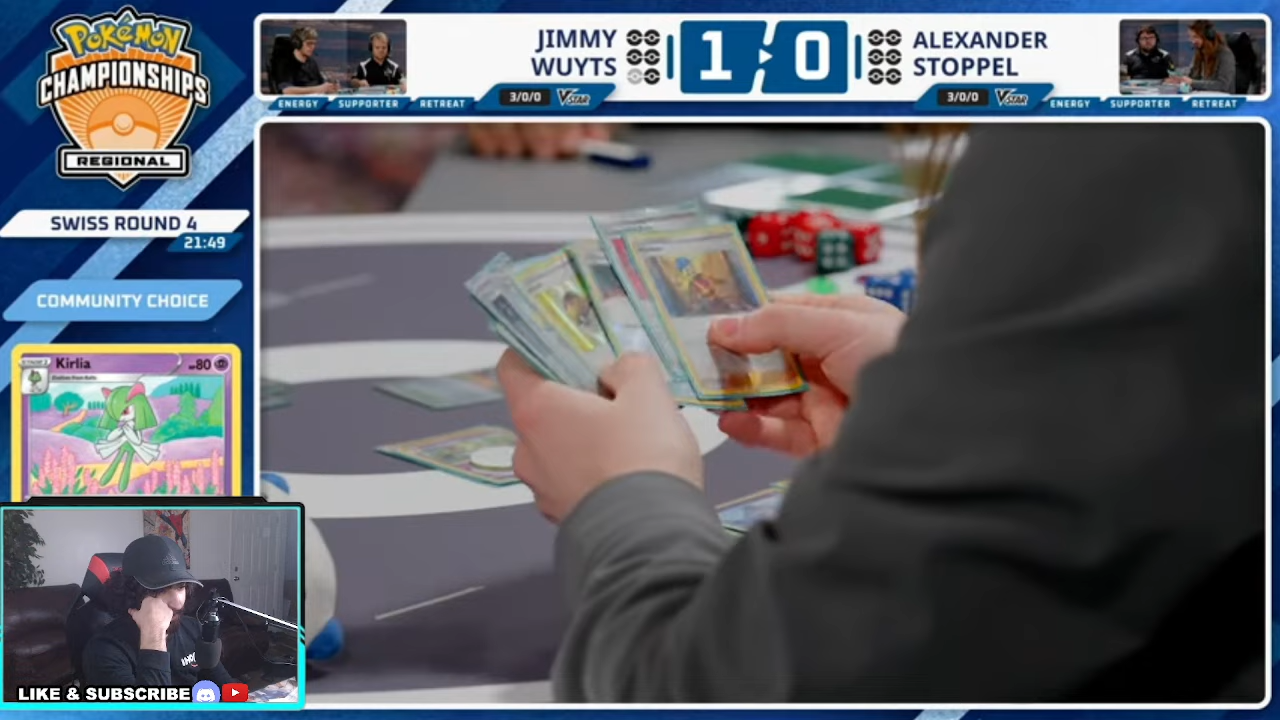 Pokémon
CHAMPIONSHIPS
REGIONAL
SWISS ROUND 4
21:49
COMMUNITY CHOICE
Kirlia
80
JIMMY
WUYTS
1
0
ALEXANDER
STOPPEL
3/0/0
VSTAR
ENERGY
SUPPORTER
RETREAT
3/0/0
VSTAR
ENERGY
SUPPORTER
RETREAT
LIKE & SUBSCRIBE